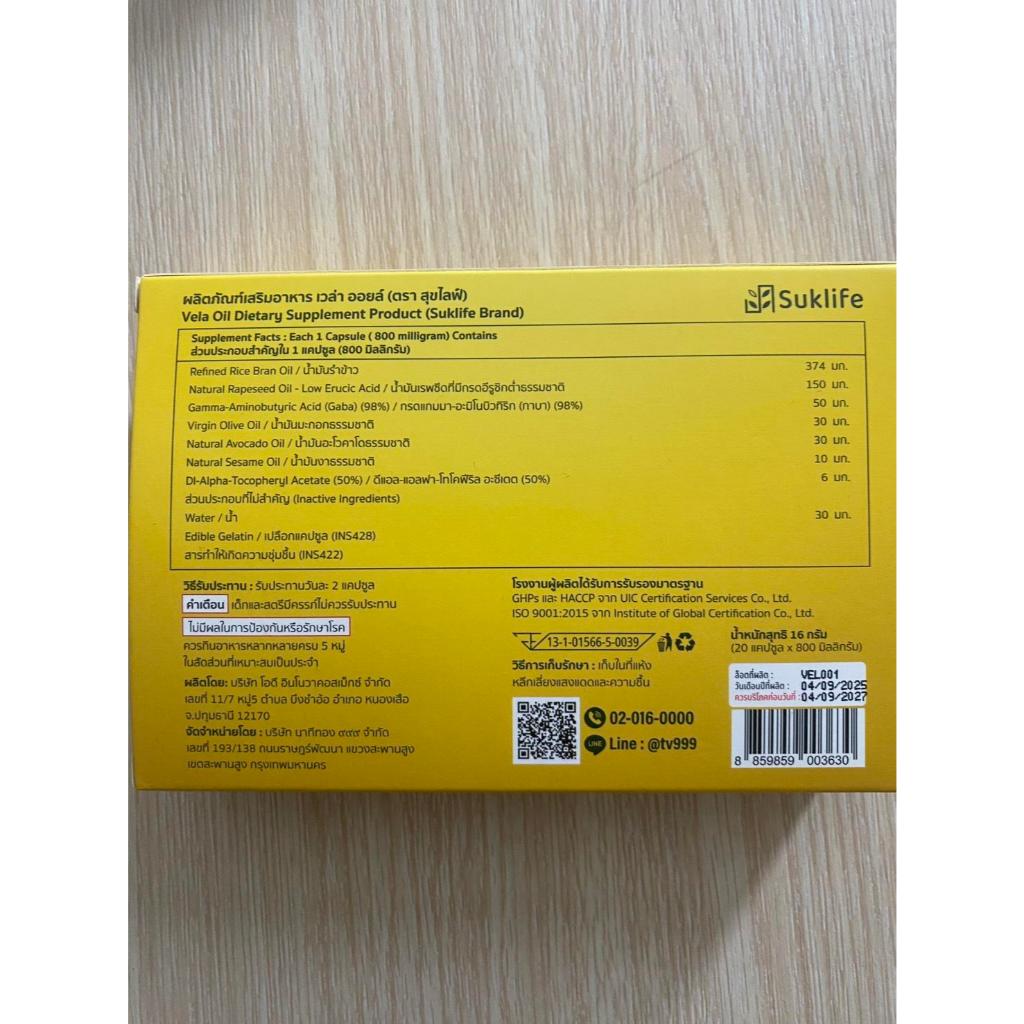 ผลิตภัณฑ์เสริมอาหาร เวล่า ออยล์ (ตรา สุขไลฟ์)
Vela Oil Dietary Supplement Product (Suklife Brand)
Suklife
Supplement Facts : Each 1 Capsule ( 800 milligram) Contains
ส่วนประกอบสำคัญใน 1 แคปซูล (800 มิลลิกรัม)
Refined Rice Bran Oil / น้ำมันรำข้าว 374 มก.
Natural Rapeseed Oil - Low Erucic Acid / น้ำมันเรพซีดที่มีกรดอีรูซิกต่ำธรรมชาติ 150 มก.
Gamma-Aminobutyric Acid (Gaba) (98%) / กรดแกมมา-อะมิโนบิวทิริก (กาบา) (98%) 50 มก.
Virgin Olive Oil / น้ำมันมะกอกธรรมชาติ 30 มก.
Natural Avocado Oil / น้ำมันอะโวคาโดธรรมชาติ 30 มก.
Natural Sesame Oil / น้ำมันงาธรรมชาติ 10 มก.
Dl-Alpha-Tocopheryl Acetate (50%) / ดีแอล-แอลฟา-โทโคฟีริล อะซีเตต (50%) 6 มก.
ส่วนประกอบที่ไม่สำคัญ (Inactive Ingredients)
Water / น้ำ 30 มก.
Edible Gelatin / เปลือกแคปซูล (INS428)
สารทำให้เกิดความชุ่มชื้น (INS422)
วิธีรับประทาน : รับประทานวันละ 2 แคปซูล
คำเตือน เด็กและสตรีมีครรภ์ไม่ควรรับประทาน
ไม่มีผลในการป้องกันหรือรักษาโรค
ควรกินอาหารหลากหลายครบ 5 หมู่
ในสัดส่วนที่เหมาะสมเป็นประจำ
ผลิตโดย: บริษัท โอดี อินโนวาคอสเม็ทซ์ จำกัด
เลขที่ 11/7 หมู่5 ตำบล บึงชำอ้อ อำเภอ หนองเสือ
จ.ปทุมธานี 12170
จัดจำหน่ายโดย : บริษัท นาทีทอง ๙๙๙ จำกัด
เลขที่ 193/138 ถนนราษฎร์พัฒนา แขวงสะพานสูง
เขตสะพานสูง กรุงเทพมหานคร
โรงงานผู้ผลิตได้รับการรับรองมาตรฐาน
GHPs และ HACCP จาก UIC Certification Services Co., Ltd.
ISO 9001:2015 จาก Institute of Global Certification Co., Ltd.
13-1-01566-5-0039
วิธีการเก็บรักษา : เก็บในที่แห้ง
หลีกเลี่ยงแสงแดดและความชื้น
02-016-0000
LINE Line : @tv999
น้ำหนักสุทธิ 16 กรัม
(20 แคปซูล x 800 มิลลิกรัม)
ล็อตที่ผลิต : VEL001
วันเดือนปีที่ผลิต : 04/09/2025
ควรบริโภคก่อนวันที่ : 04/09/2027
8 859859 003630